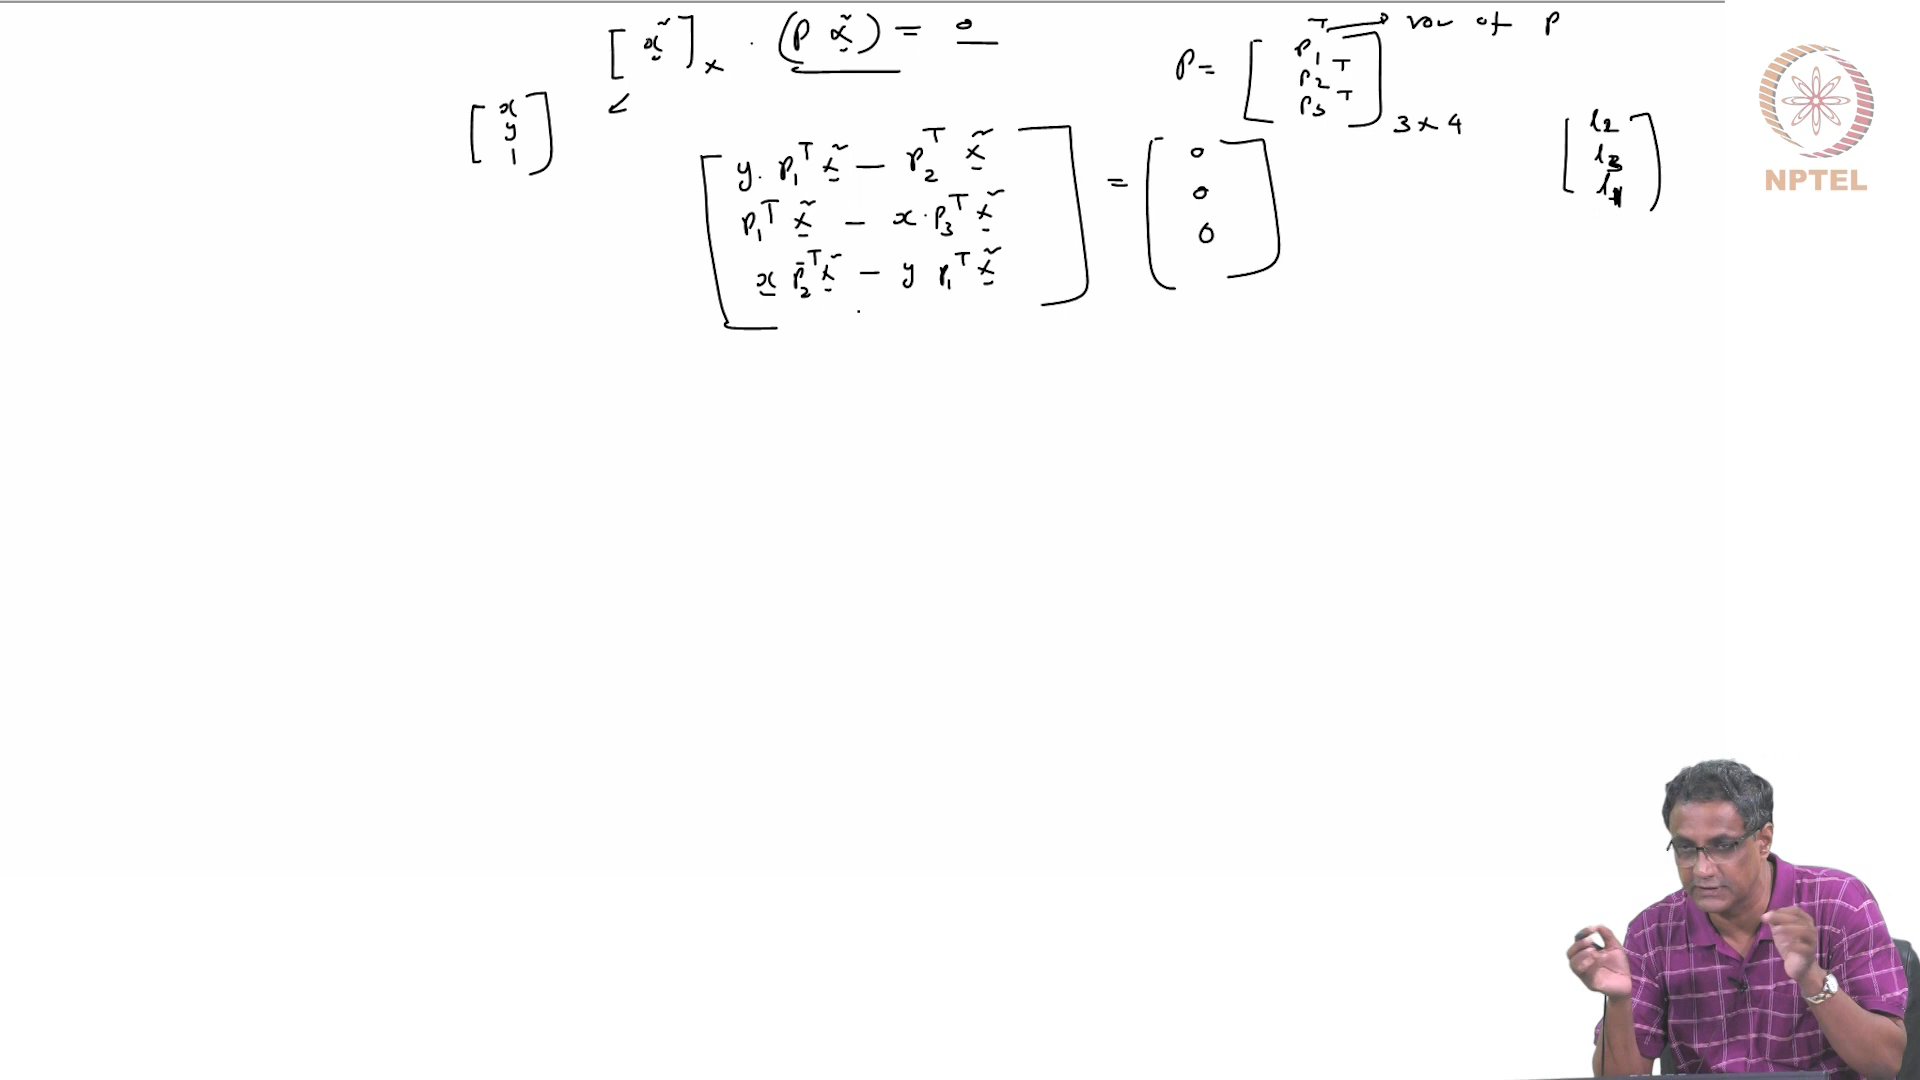 [x̃]ₓ · (P x̃) = 0
P = [p₁ᵀ p₂ᵀ p₃ᵀ] 3×4
→ row of P
[x y 1]
[y · p₁ᵀ x̃ − p₂ᵀ x̃
p₁ᵀ x̃ − x · p₃ᵀ x̃
x p₂ᵀ x̃ − y p₁ᵀ x̃] = [0 0 0]
NPTEL